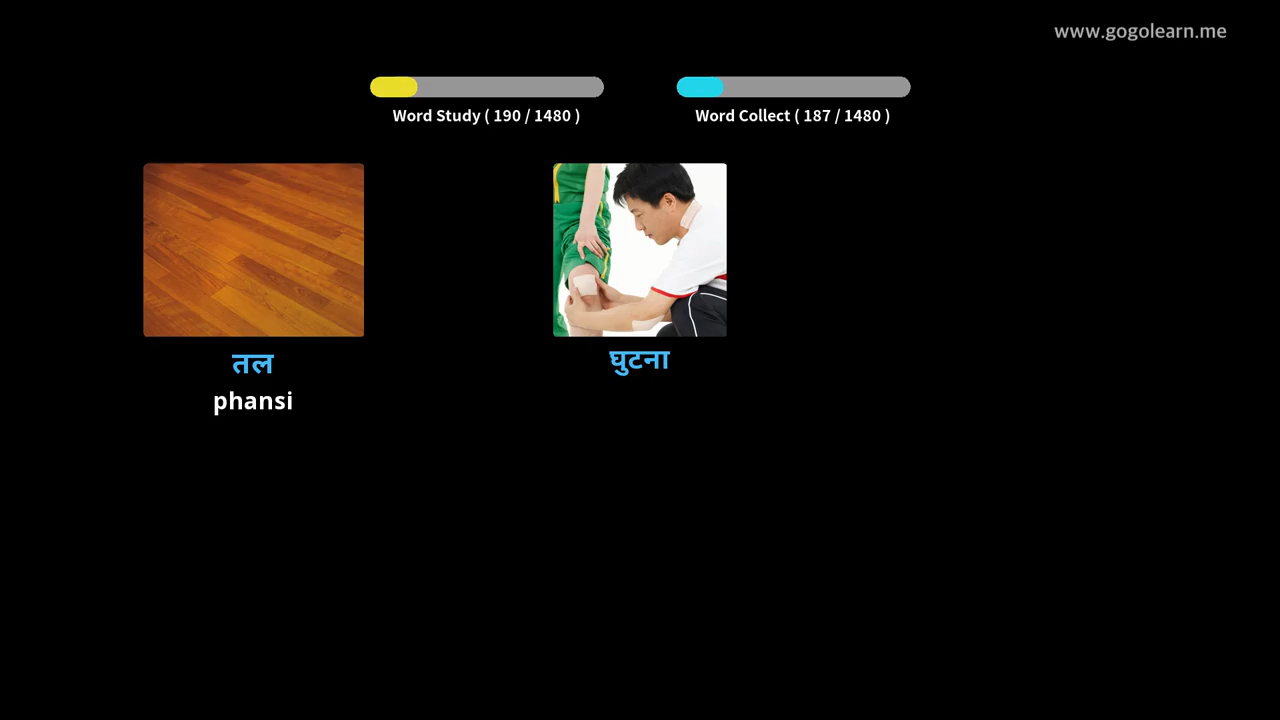 www.gogolearn.me
Word Study ( 190 / 1480 )
Word Collect ( 187 / 1480 )
तल
घुटना
phansi